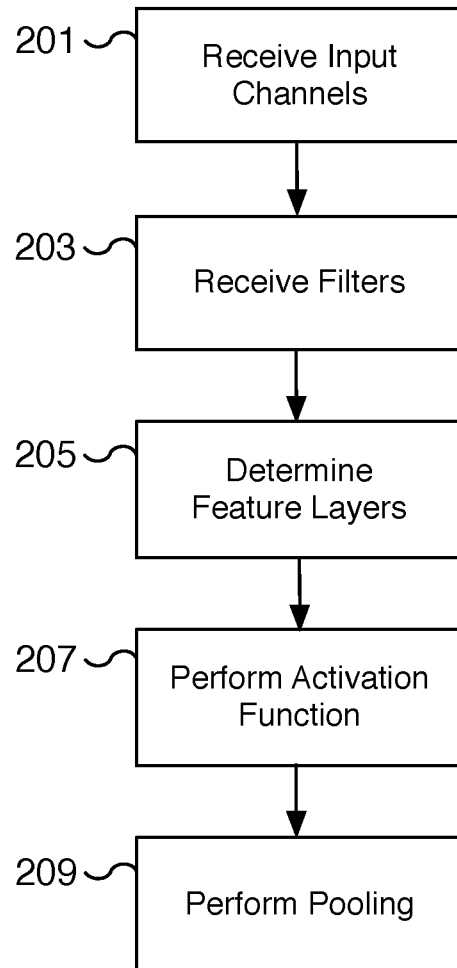 201
Receive Input
Channels
203
Receive Filters
205
Determine
Feature Layers
207
Perform Activation
Function
209
Perform Pooling